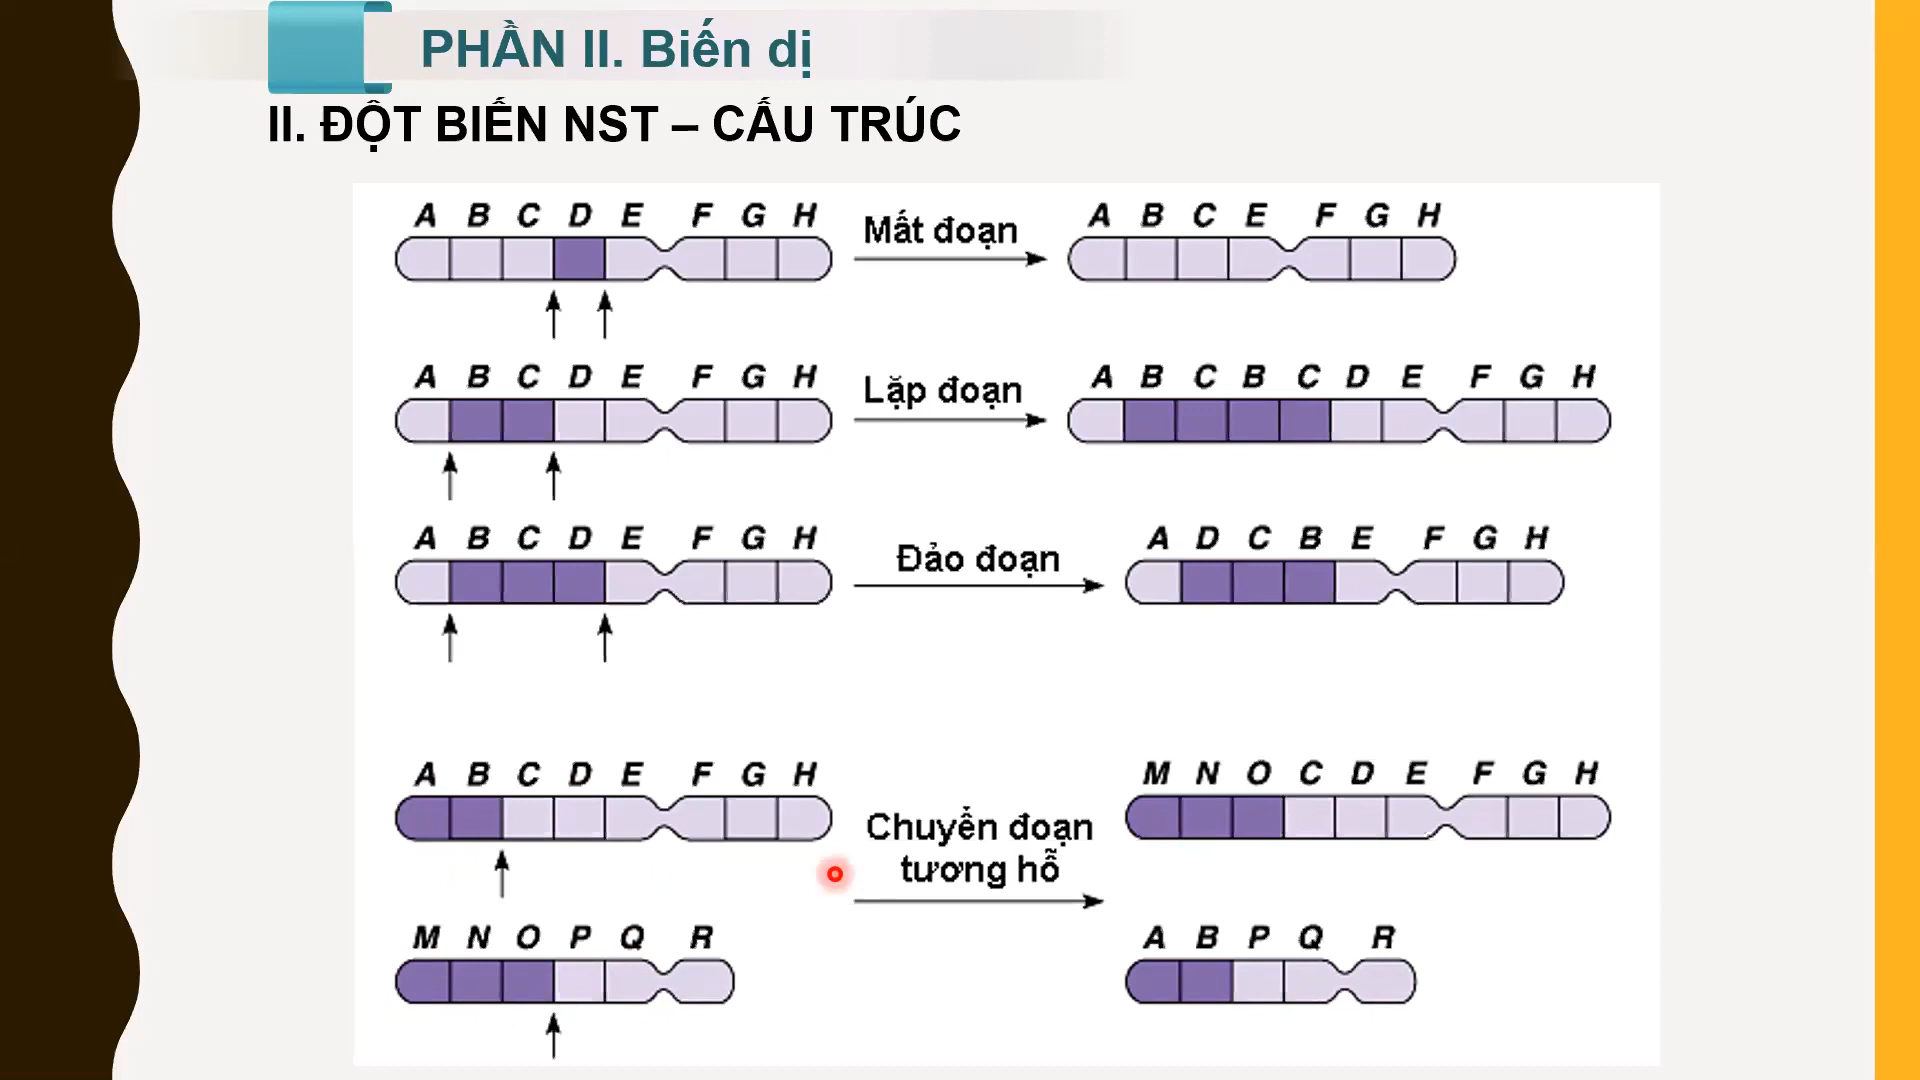 PHẦN II. Biến dị
II. ĐỘT BIẾN NST – CẤU TRÚC
A B C D E F G H
Mất đoạn
A B C E F G H
A B C D E F G H
Lặp đoạn
A B C B C D E F G H
A B C D E F G H
Đảo đoạn
A D C B E F G H
A B C D E F G H
Chuyển đoạn
tương hỗ
M N O C D E F G H
M N O P Q R
A B P Q R